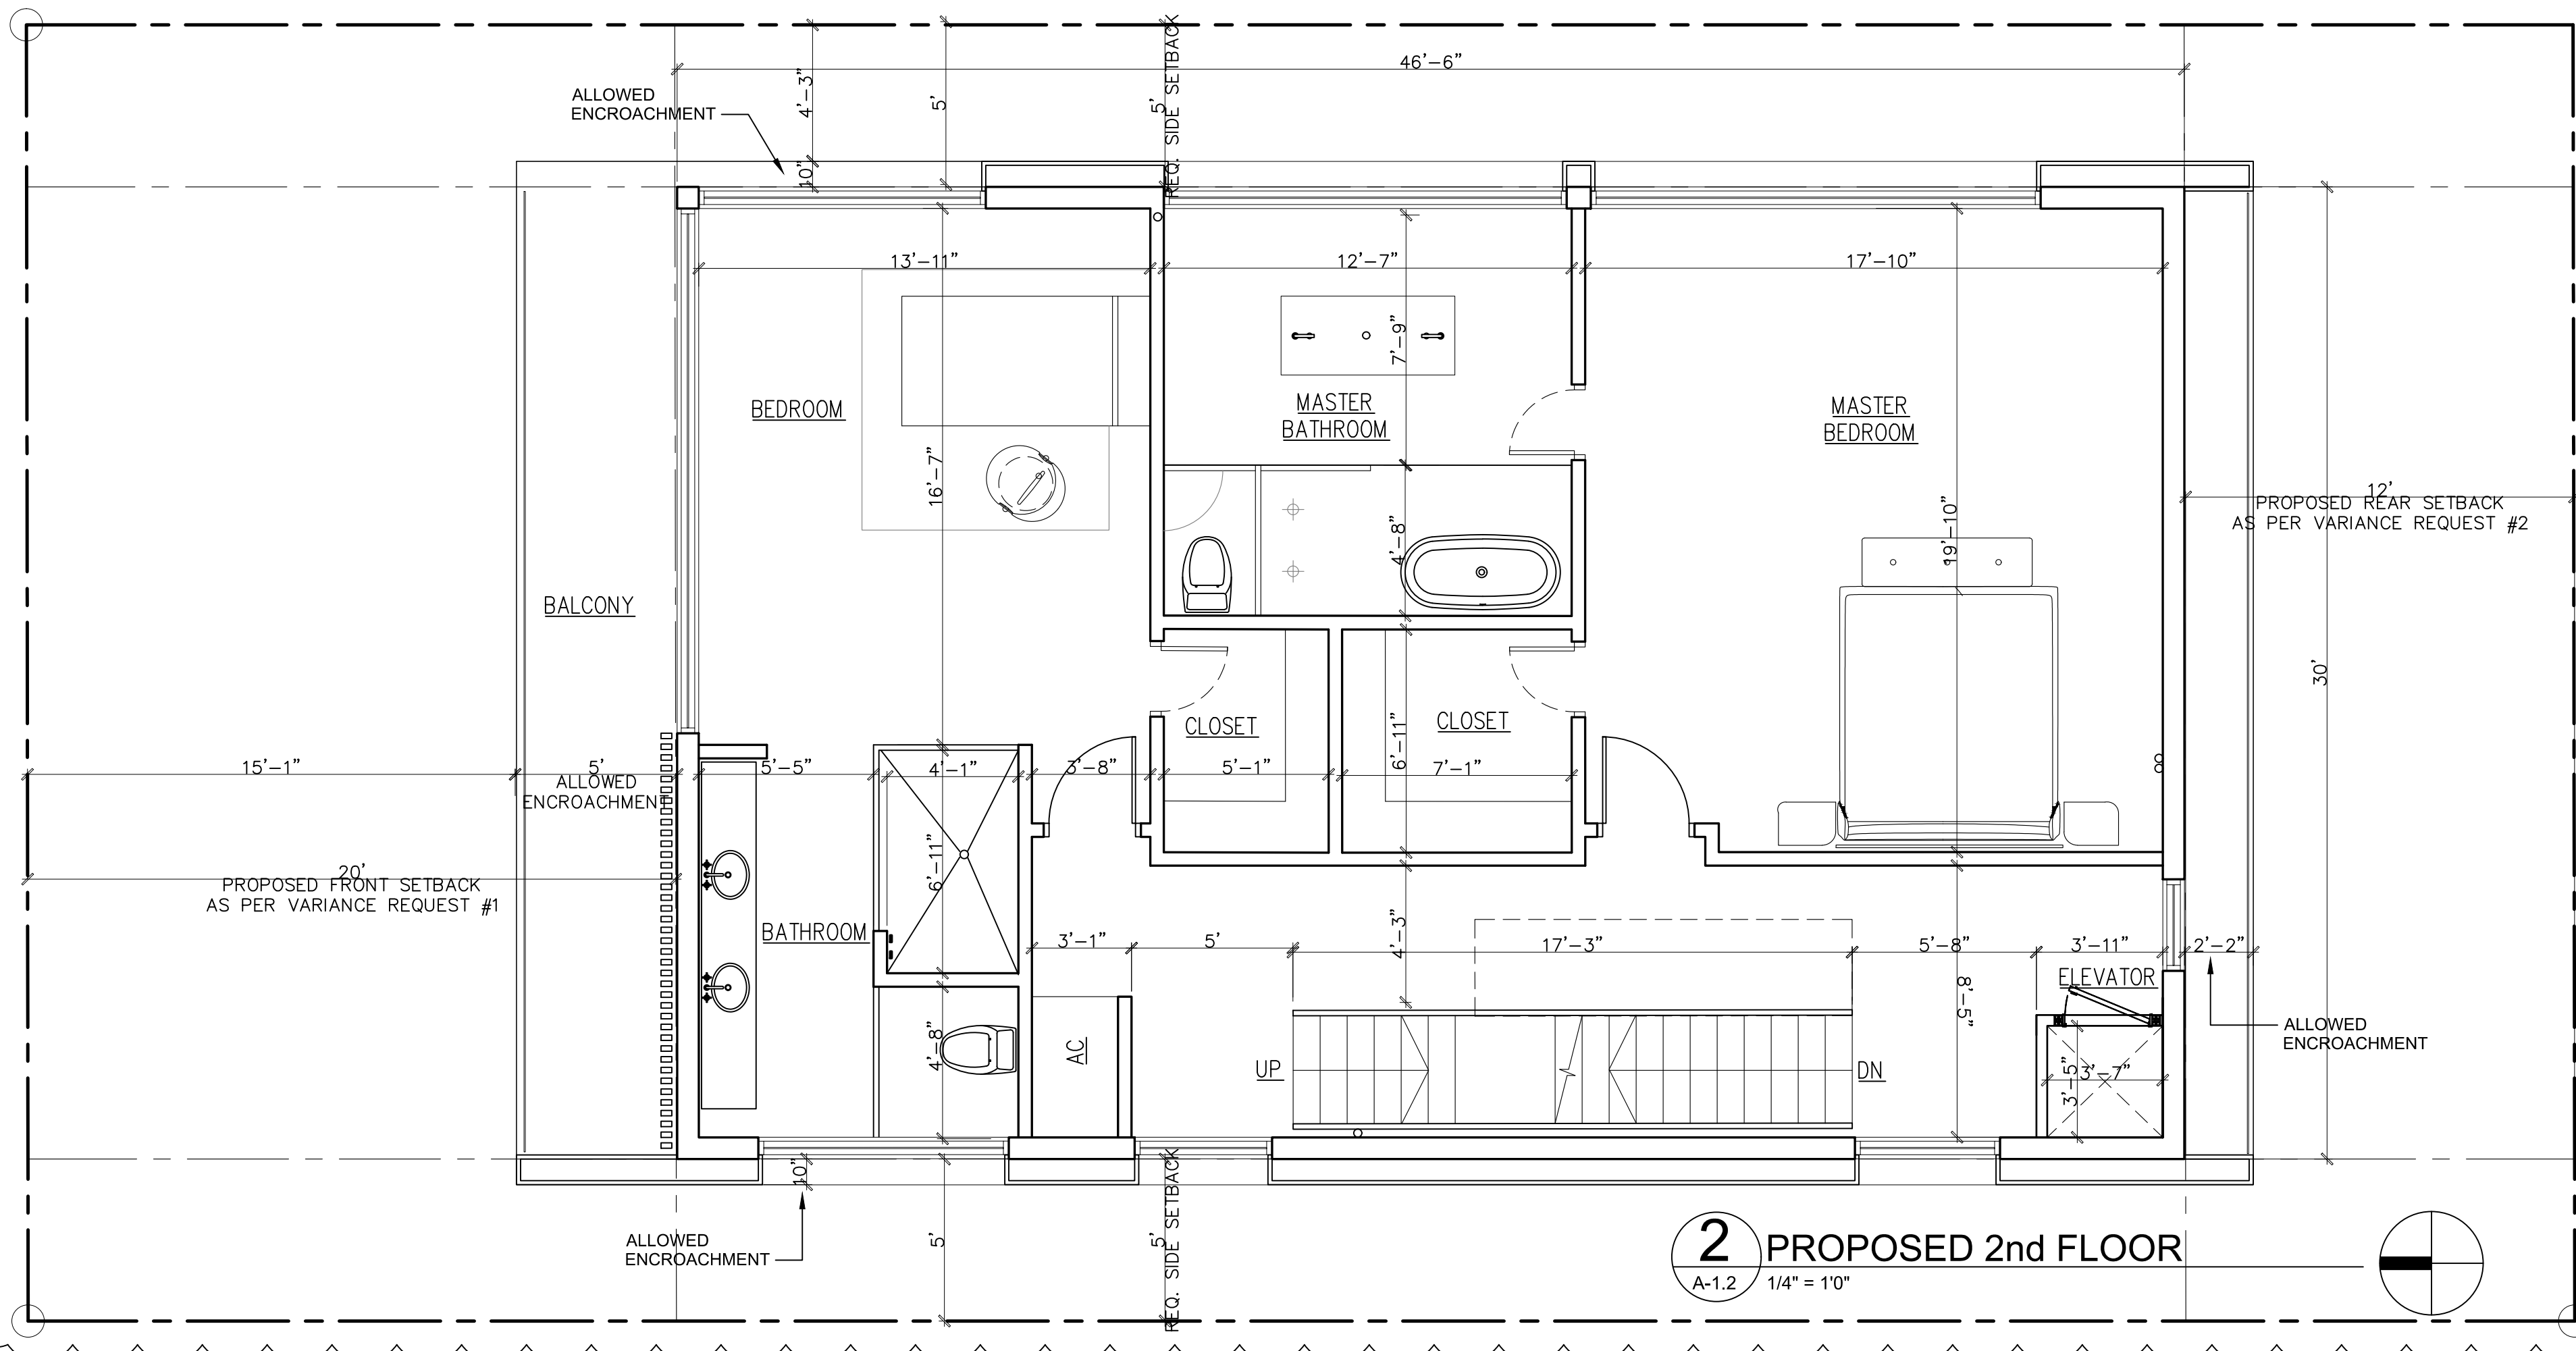 46'-6"
ALLOWED
ENCROACHMENT
4'-3"
5'
5'
REQ. SIDE SETBACK
10"
13'-11"
12'-7"
17'-10"
7'-9"
BEDROOM
MASTER
BATHROOM
MASTER
BEDROOM
16'-7"
4'-8"
19'-10"
12'
PROPOSED REAR SETBACK
AS PER VARIANCE REQUEST #2
BALCONY
30'
CLOSET
CLOSET
6'-11"
15'-1"
5'
ALLOWED
ENCROACHMENT
5'-5"
4'-1"
3'-8"
5'-1"
7'-1"
20'
PROPOSED FRONT SETBACK
AS PER VARIANCE REQUEST #1
6'-11"
BATHROOM
3'-1"
5'
4'-3"
17'-3"
5'-8"
3'-11"
2'-2"
ELEVATOR
8'-5"
ALLOWED
ENCROACHMENT
4'-8"
AC
UP
DN
3'-5"
3'-7"
10"
REQ. SIDE SETBACK
5'
5'
ALLOWED
ENCROACHMENT
2
PROPOSED 2nd FLOOR
A-1.2
1/4" = 1'0"